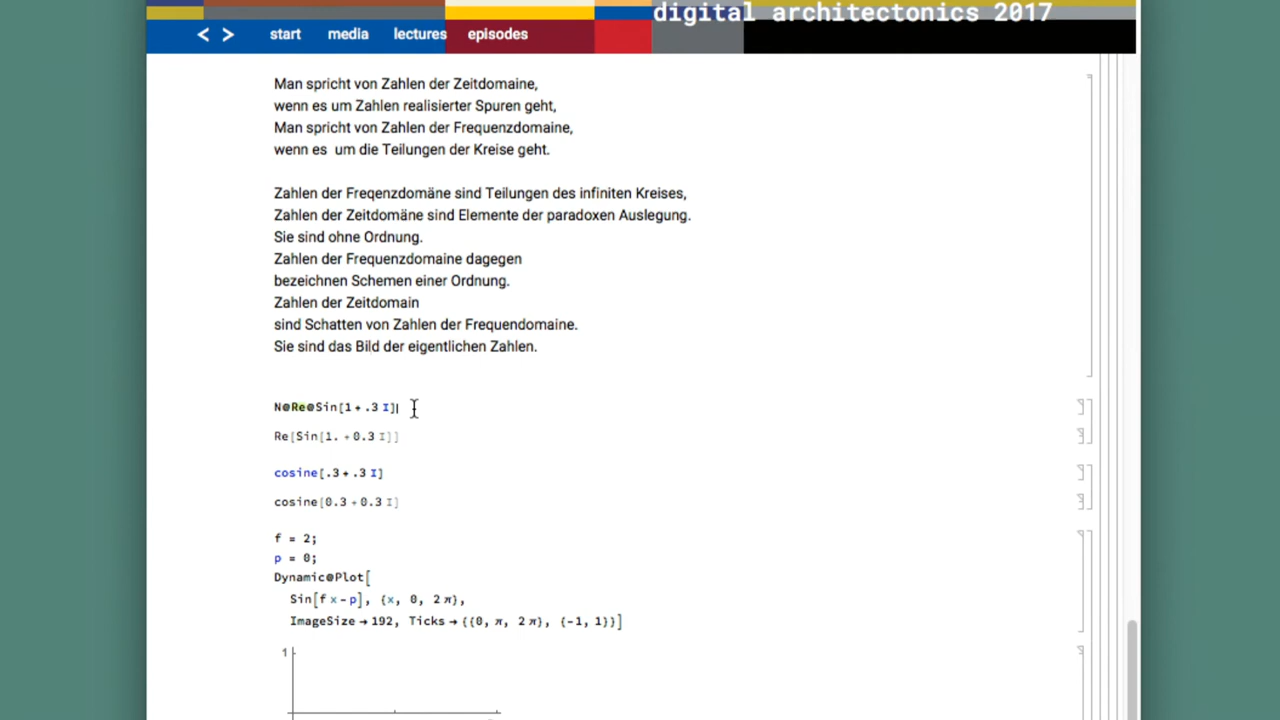 digital architectonics 2017
< > start media lectures episodes
Man spricht von Zahlen der Zeitdomaine,
wenn es um Zahlen realisierter Spuren geht,
Man spricht von Zahlen der Frequenzdomaine,
wenn es um die Teilungen der Kreise geht.
Zahlen der Freqenzdomäne sind Teilungen des infiniten Kreises,
Zahlen der Zeitdomäne sind Elemente der paradoxen Auslegung.
Sie sind ohne Ordnung.
Zahlen der Frequenzdomaine dagegen
bezeichnen Schemen einer Ordnung.
Zahlen der Zeitdomain
sind Schatten von Zahlen der Frequendomaine.
Sie sind das Bild der eigentlichen Zahlen.
N@Re@Sin[1 + .3 I]
Re[Sin[1. + 0.3 I]]
cosine[.3 + .3 I]
cosine[0.3 + 0.3 I]
f = 2;
p = 0;
Dynamic@Plot[
Sin[f x - p], {x, 0, 2 π},
ImageSize → 192, Ticks → {{0, π, 2 π}, {-1, 1}}]
1